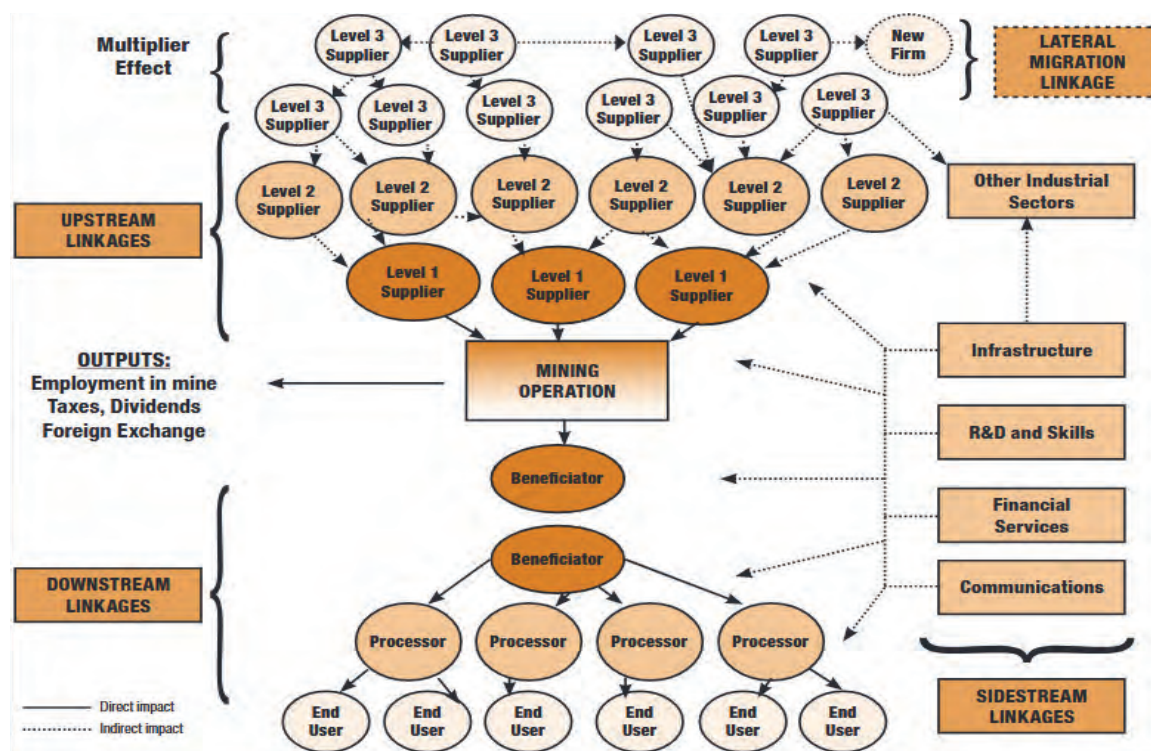 Multiplier
Effect
Level 3
Supplier
Level 3
Supplier
Level 3
Supplier
Level 3
Supplier
New
Firm
LATERAL
MIGRATION
LINKAGE
Level 3
Supplier
Level 3
Supplier
Level 3
Supplier
Level 3
Supplier
Level 3
Supplier
Level 3
Supplier
UPSTREAM
LINKAGES
Level 2
Supplier
Level 2
Supplier
Level 2
Supplier
Level 2
Supplier
Level 2
Supplier
Level 2
Supplier
Other Industrial
Sectors
Level 1
Supplier
Level 1
Supplier
Level 1
Supplier
OUTPUTS:
Employment in mine
Taxes, Dividends
Foreign Exchange
MINING
OPERATION
Infrastructure
R&D and Skills
Financial
Services
Communications
Beneficiator
Beneficiator
DOWNSTREAM
LINKAGES
Processor
Processor
Processor
Processor
End
User
End
User
End
User
End
User
End
User
End
User
SIDESTREAM
LINKAGES
Direct impact
Indirect impact